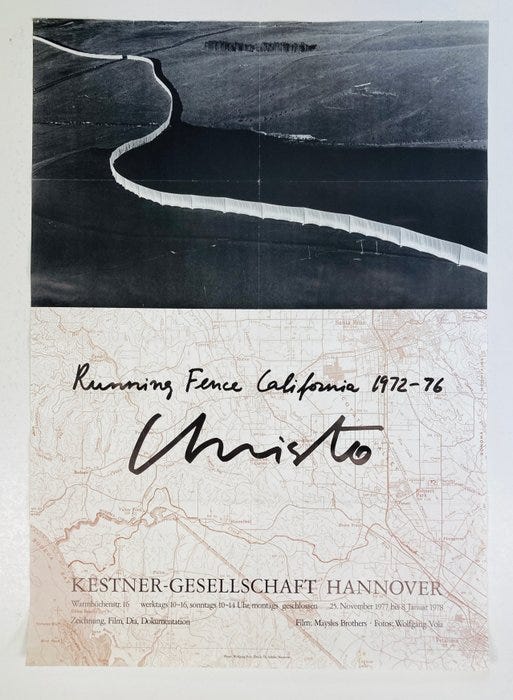 Running Fence California 1972-76
Christo
KESTNER-GESELLSCHAFT HANNOVER
Warmbüchenstr. 16 werktags 10-16, sonntags 10-14 Uhr, montags geschlossen 25. November 1977 bis 8. Januar 1978
Zeichnung, Film, Dia, Dokumentation Film: Maysles Brothers · Fotos: Wolfgang Volz